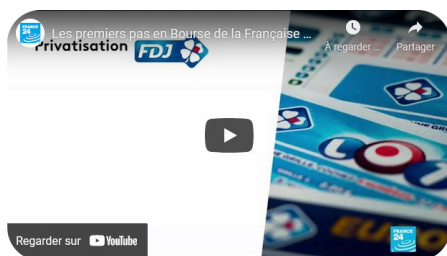 Les premiers pas en Bourse de la Française ...
À regarder ...
Partager
Privatisation FDJ
LOTO
EURO
FRANCE
24
Regarder sur YouTube
FRANCE
24